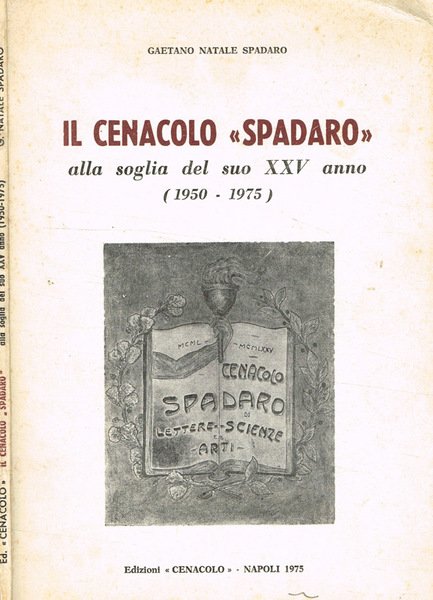 GAETANO NATALE SPADARO
IL CENACOLO «SPADARO»
alla soglia del suo XXV anno
(1950 - 1975)
MCML - MCMLXXV
CENACOLO
SPADARO
DI
LETTERE - SCIENZE
ED
ARTI -
Edizioni «CENACOLO» - NAPOLI 1975
Ed. «CENACOLO» IL CENACOLO „SPADARO" alla soglia del suo XXV anno (1950-1975) G. NATALE SPADARO